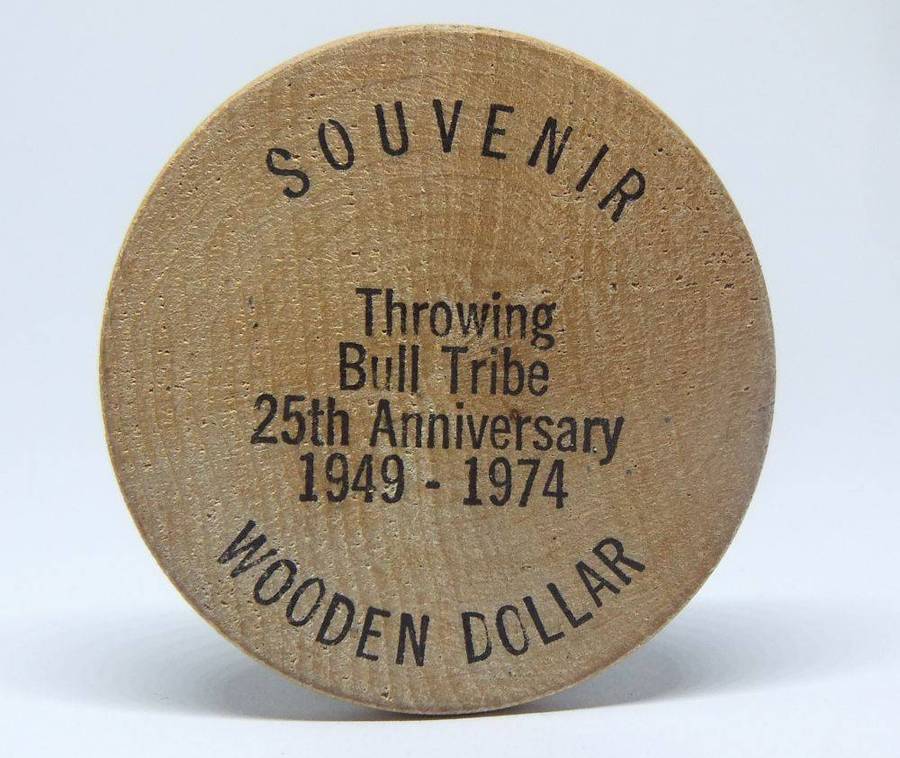 SOUVENIR
Throwing
Bull Tribe
25th Anniversary
1949 - 1974
WOODEN DOLLAR